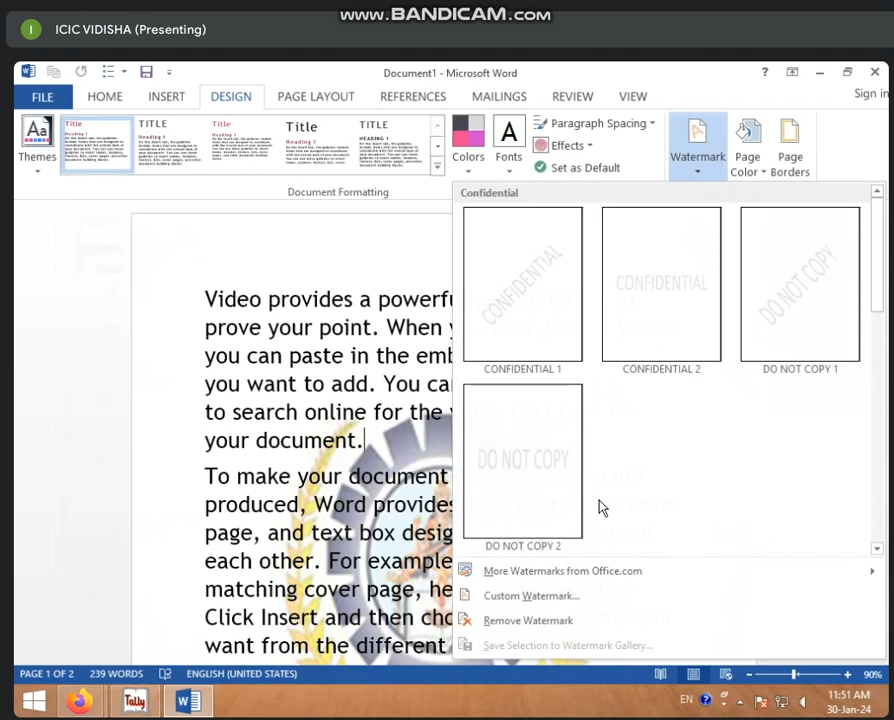 www.BANDICAM.com
I ICIC VIDISHA (Presenting)
Document1 - Microsoft Word
FILE HOME INSERT DESIGN PAGE LAYOUT REFERENCES MAILINGS REVIEW VIEW Sign in
Themes
Title
Heading 1
TITLE
Heading 1
Title
Heading 1
Title
Heading 1
TITLE
Heading 1
Colors
Fonts
Paragraph Spacing
Effects
Set as Default
Watermark
Page Color
Page Borders
Document Formatting
Confidential
CONFIDENTIAL
CONFIDENTIAL
DO NOT COPY
CONFIDENTIAL 1
CONFIDENTIAL 2
DO NOT COPY 1
DO NOT COPY
DO NOT COPY 2
More Watermarks from Office.com
Custom Watermark...
Remove Watermark
Save Selection to Watermark Gallery...
Video provides a powerfu
prove your point. When y
you can paste in the emb
you want to add. You ca
to search online for the
your document.
To make your document
produced, Word provides
page, and text box desig
each other. For example
matching cover page, he
Click Insert and then cho
want from the different
PAGE 1 OF 2 239 WORDS ENGLISH (UNITED STATES) 90%
Tally
EN
11:51 AM
30-Jan-24